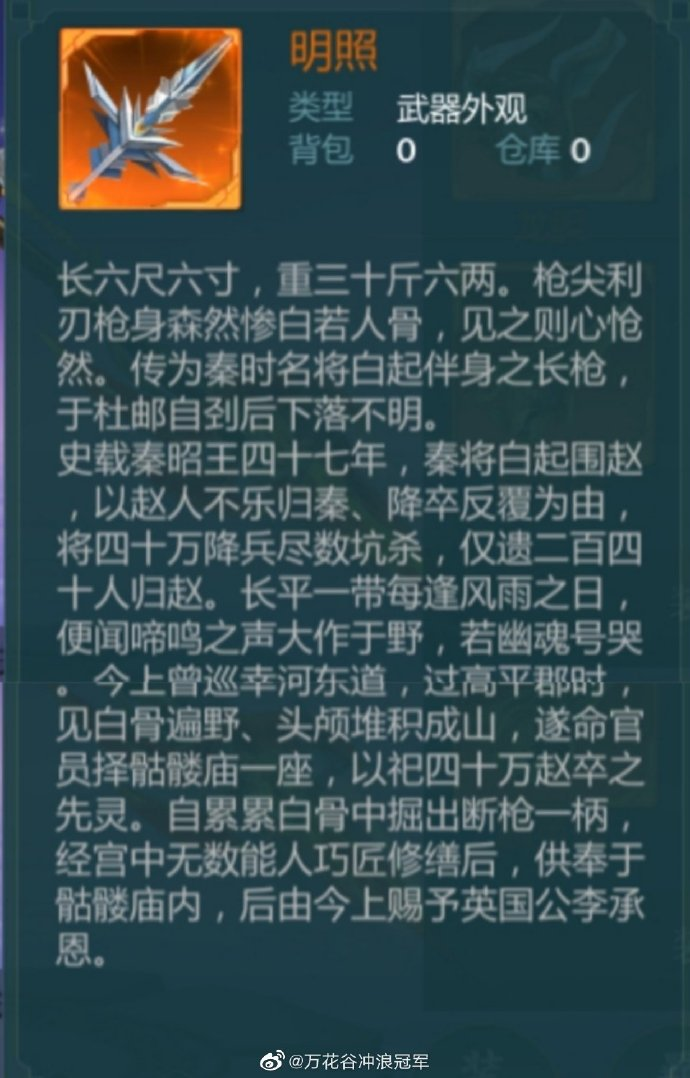 明照
类型 武器外观
背包 0 仓库 0
长六尺六寸，重三十斤六两。枪尖利
刃枪身森然惨白若人骨，见之则心怆
然。传为秦时名将白起伴身之长枪，
于杜邮自刭后下落不明。
史载秦昭王四十七年，秦将白起围赵
，以赵人不乐归秦、降卒反覆为由，
将四十万降兵尽数坑杀，仅遗二百四
十人归赵。长平一带每逢风雨之日，
便闻啼鸣之声大作于野，若幽魂号哭
。今上曾巡幸河东道，过高平郡时，
见白骨遍野、头颅堆积成山，遂命官
员择骷髅庙一座，以祀四十万赵卒之
先灵。自累累白骨中掘出断枪一柄，
经宫中无数能人巧匠修缮后，供奉于
骷髅庙内，后由今上赐予英国公李承
恩。
@万花谷冲浪冠军